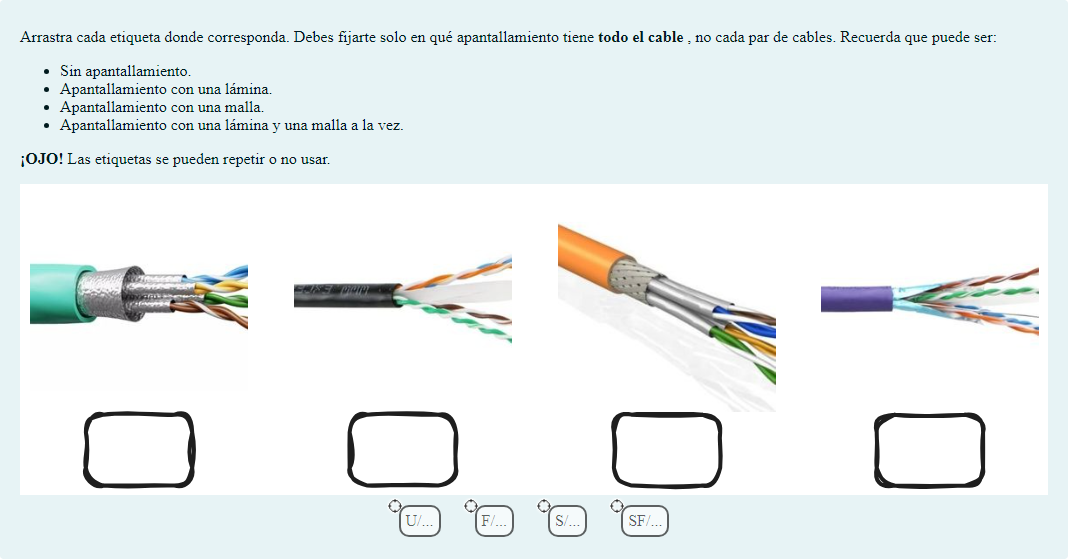 Arrastra cada etiqueta donde corresponda. Debes fijarte solo en qué apantallamiento tiene todo el cable , no cada par de cables. Recuerda que puede ser:
• Sin apantallamiento.
• Apantallamiento con una lámina.
• Apantallamiento con una malla.
• Apantallamiento con una lámina y una malla a la vez.
¡OJO! Las etiquetas se pueden repetir o no usar.
U/... F/... S/... SF/...